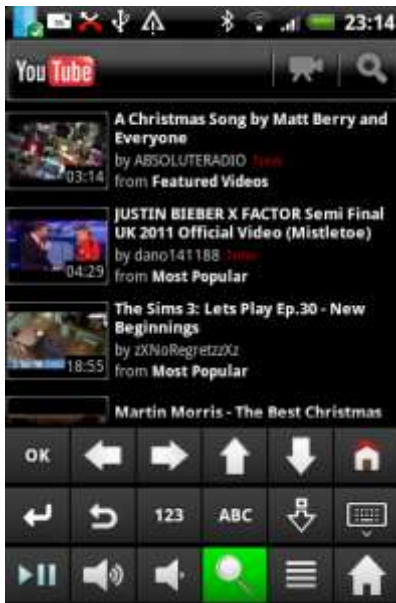 23:14
YouTube
A Christmas Song by Matt Berry and
Everyone
by ABSOLUTERADIO New
03:14
from Featured Videos
JUSTIN BIEBER X FACTOR Semi Final
UK 2011 Official Video (Mistletoe)
by dano141188 New
04:29
from Most Popular
The Sims 3: Lets Play Ep.30 - New
Beginnings
by zXNoRegretzzXz
18:55
from Most Popular
Martin Morris - The Best Christmas
OK
123 ABC